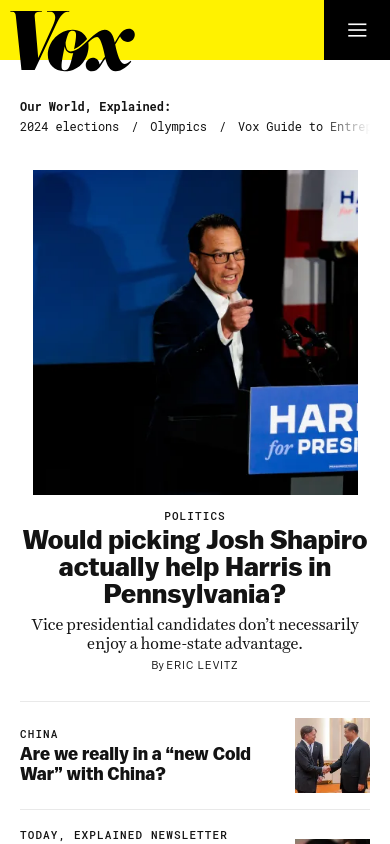 Vox
Our World, Explained:
2024 elections / Olympics / Vox Guide to
HA
HARI
for PRESI
POLITICS
Would picking Josh Shapiro
actually help Harris in
Pennsylvania?
Vice presidential candidates don’t necessarily
enjoy a home-state advantage.
By ERIC LEVITZ
CHINA
Are we really in a “new Cold
War” with China?
TODAY, EXPLAINED NEWSLETTER